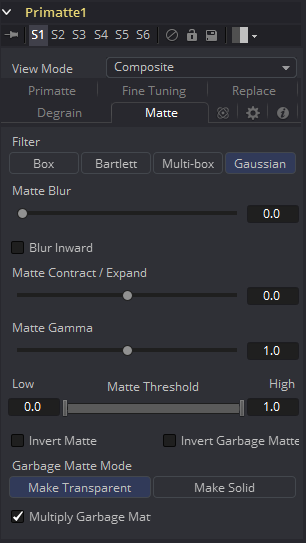 Primatte1
S1 S2 S3 S4 S5 S6
View Mode Composite
Primatte Fine Tuning Replace
Degrain Matte
Filter
Box Bartlett Multi-box Gaussian
Matte Blur
0.0
Blur Inward
Matte Contract / Expand
0.0
Matte Gamma
1.0
Low Matte Threshold High
0.0 1.0
Invert Matte Invert Garbage Matte
Garbage Matte Mode
Make Transparent Make Solid
Multiply Garbage Mat